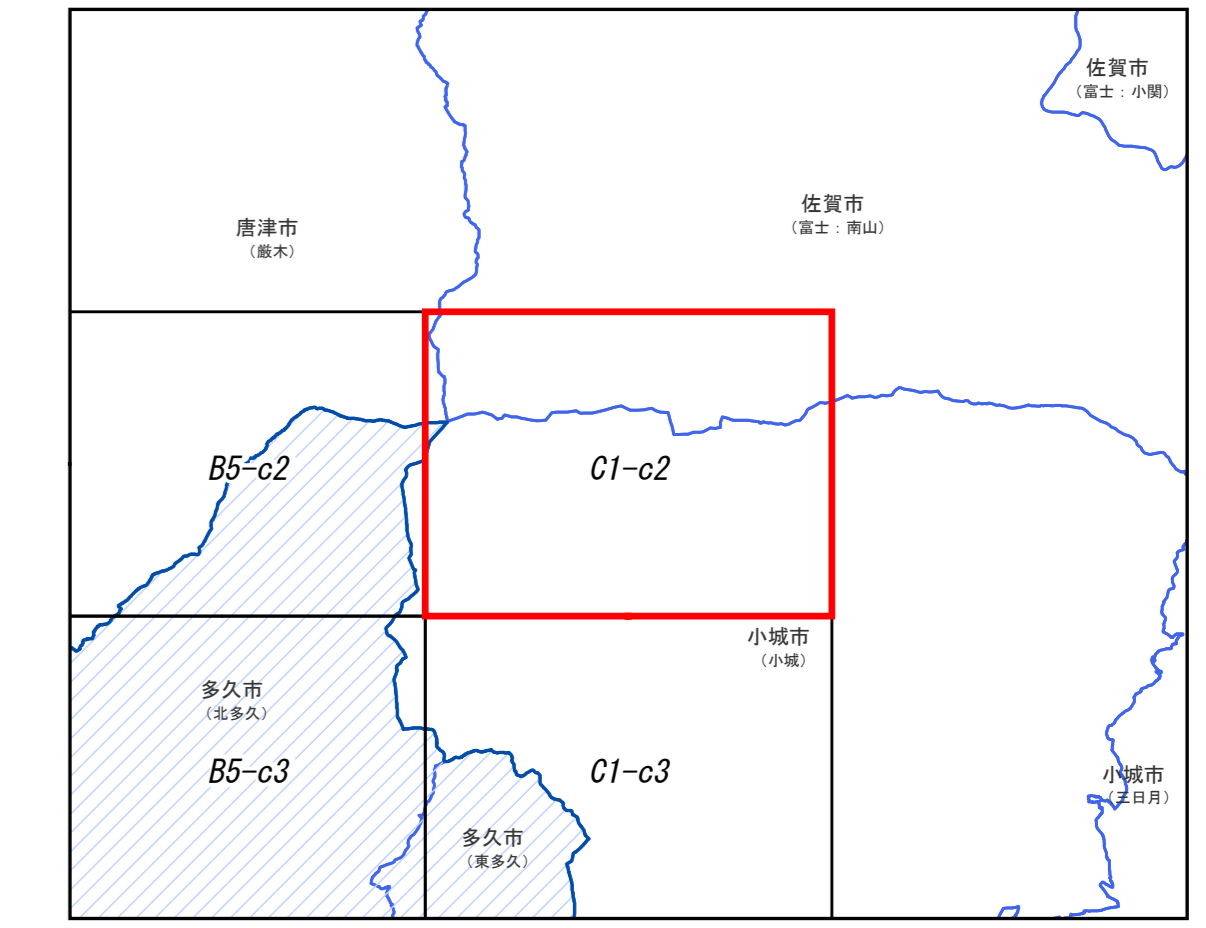 佐賀市
（富士：小関）
佐賀市
（富士：南山）
唐津市
（厳木）
B5-c2
C1-c2
小城市
（小城）
多久市
（北多久）
B5-c3
C1-c3
小城市
（三日月）
多久市
（東多久）